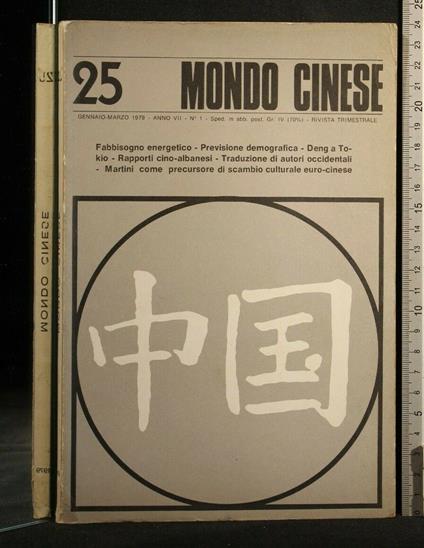 25 MONDO CINESE
GENNAIO-MARZO 1979 - ANNO VII - N° 1 - Sped. in abb. post. Gr. IV (70%) - RIVISTA TRIMESTRALE
Fabbisogno energetico - Previsione demografica - Deng a To-
kio - Rapporti cino-albanesi - Traduzione di autori occidentali
- Martini come precursore di scambio culturale euro-cinese
中国
MONDO CINESE